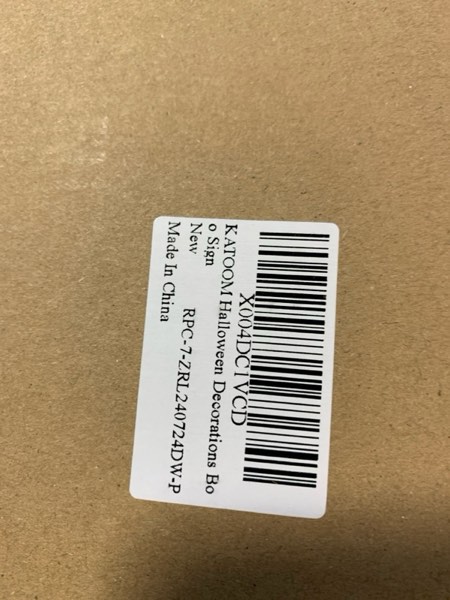 X004DC1VCD
KATOOM Halloween Decorations Bo
o Sign
New
Made In China
RPC-7-ZRL240724DW-P